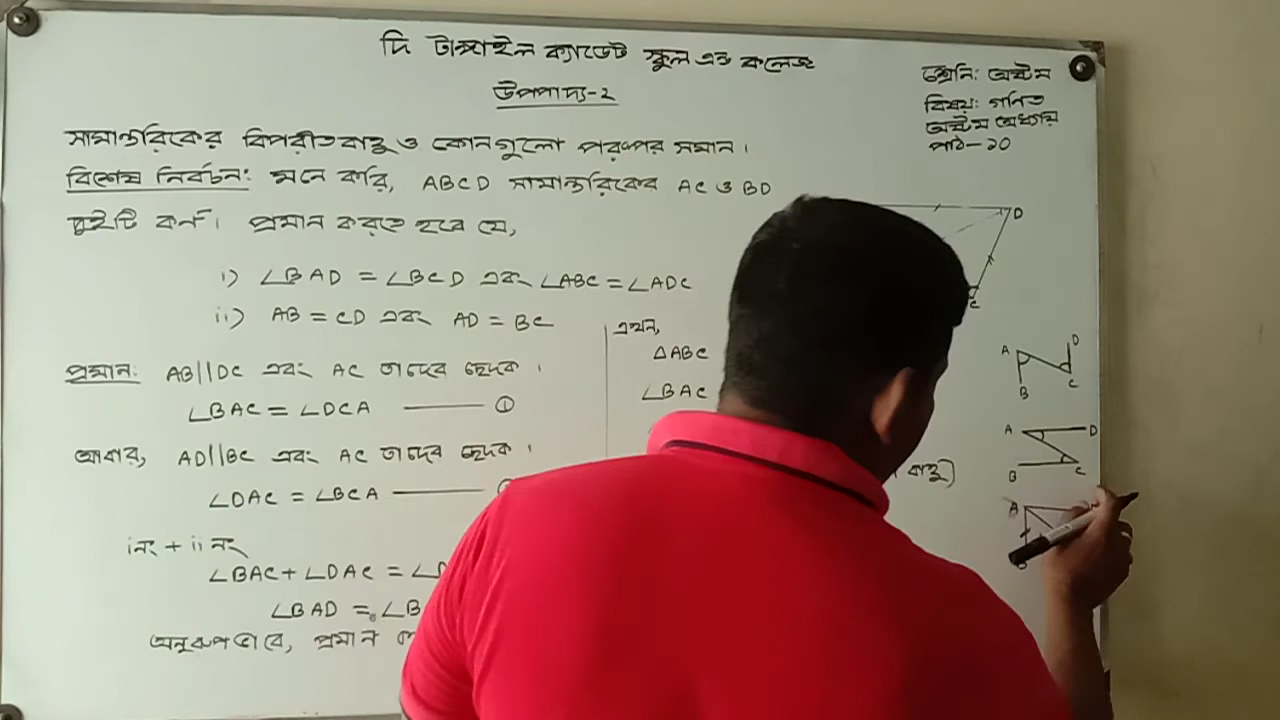 দি টাঙ্গাইল ক্যাডেট স্কুল এন্ড কলেজ
উপপাদ্য-২
শ্রেনি: অষ্টম
বিষয়: গনিত
অষ্টম অধ্যায়
পাঠ-১০
সামান্তরিকের বিপরীত বাহু ও কোনগুলো পরস্পর সমান।
বিশেষ নির্বচন: মনে করি, ABCD সামান্তরিকের AC ও BD
দুইটি কর্ন। প্রমান করতে হবে যে,
i) ∠BAD = ∠BCD এবং ∠ABC = ∠ADC
ii) AB = CD এবং AD = BC
প্রমান: AB||DC এবং AC তাদের ছেদক।
∠BAC = ∠DCA —— ①
আবার, AD||BC এবং AC তাদের ছেদক।
∠DAC = ∠BCA ——
iনং + ii নং
∠BAC + ∠DAC = ∠D
∠BAD = ∠B
অনুরুপভাবে, প্রমান
এখন,
ΔABC
∠BAC
বাহু)
D
C
A
D
B
C
A
D
B
C
A